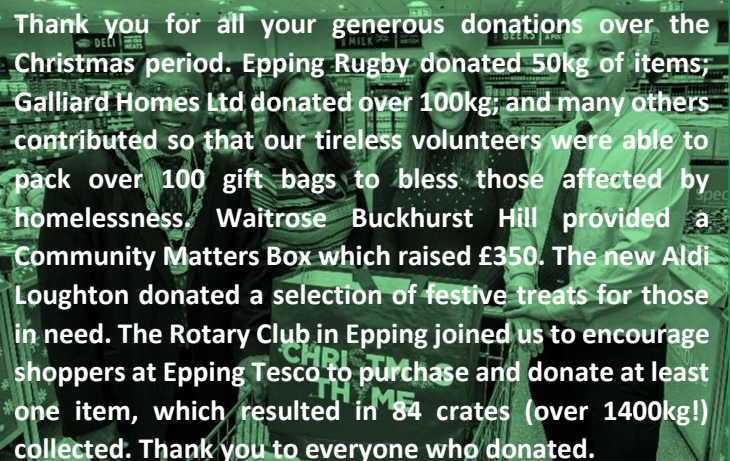 DELI
MEATS
MILK
BEERS
Thank you for all your generous donations over the
Christmas period. Epping Rugby donated 50kg of items;
Galliard Homes Ltd donated over 100kg; and many others
contributed so that our tireless volunteers were able to
pack over 100 gift bags to bless those affected by
homelessness. Waitrose Buckhurst Hill provided a
Community Matters Box which raised £350. The new Aldi
Loughton donated a selection of festive treats for those
in need. The Rotary Club in Epping joined us to encourage
shoppers at Epping Tesco to purchase and donate at least
one item, which resulted in 84 crates (over 1400kg!)
collected. Thank you to everyone who donated.
CHRISTMAS